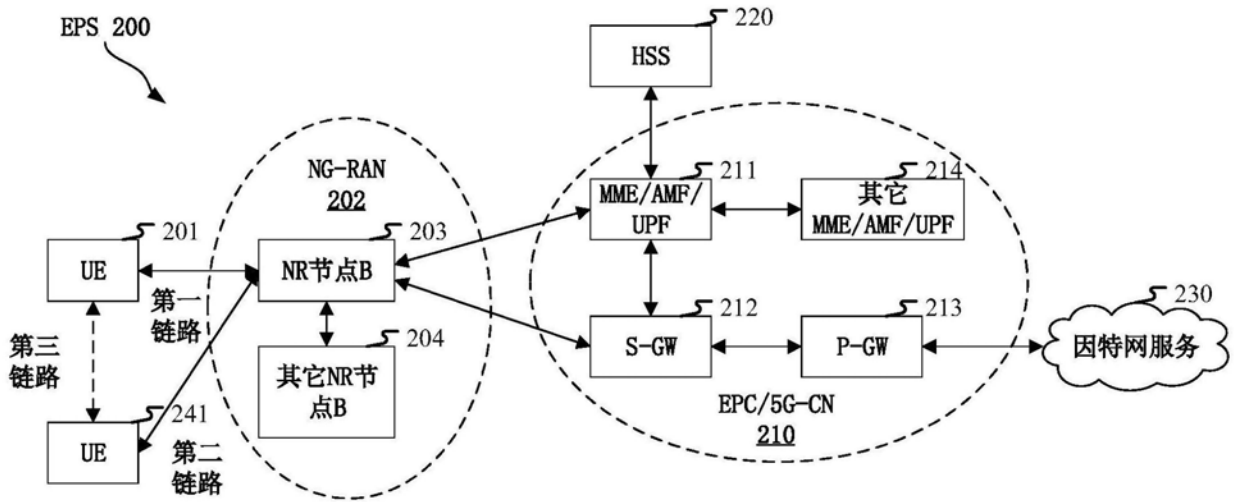 EPS 200
220
HSS
NG-RAN
202
211
MME/AMF/
UPF
214
其它
MME/AMF/UPF
201
UE
203
NR节点B
第一
链路
第三
链路
204
其它NR节
点B
212
S-GW
213
P-GW
230
因特网服务
EPC/5G-CN
210
241
UE
第二
链路